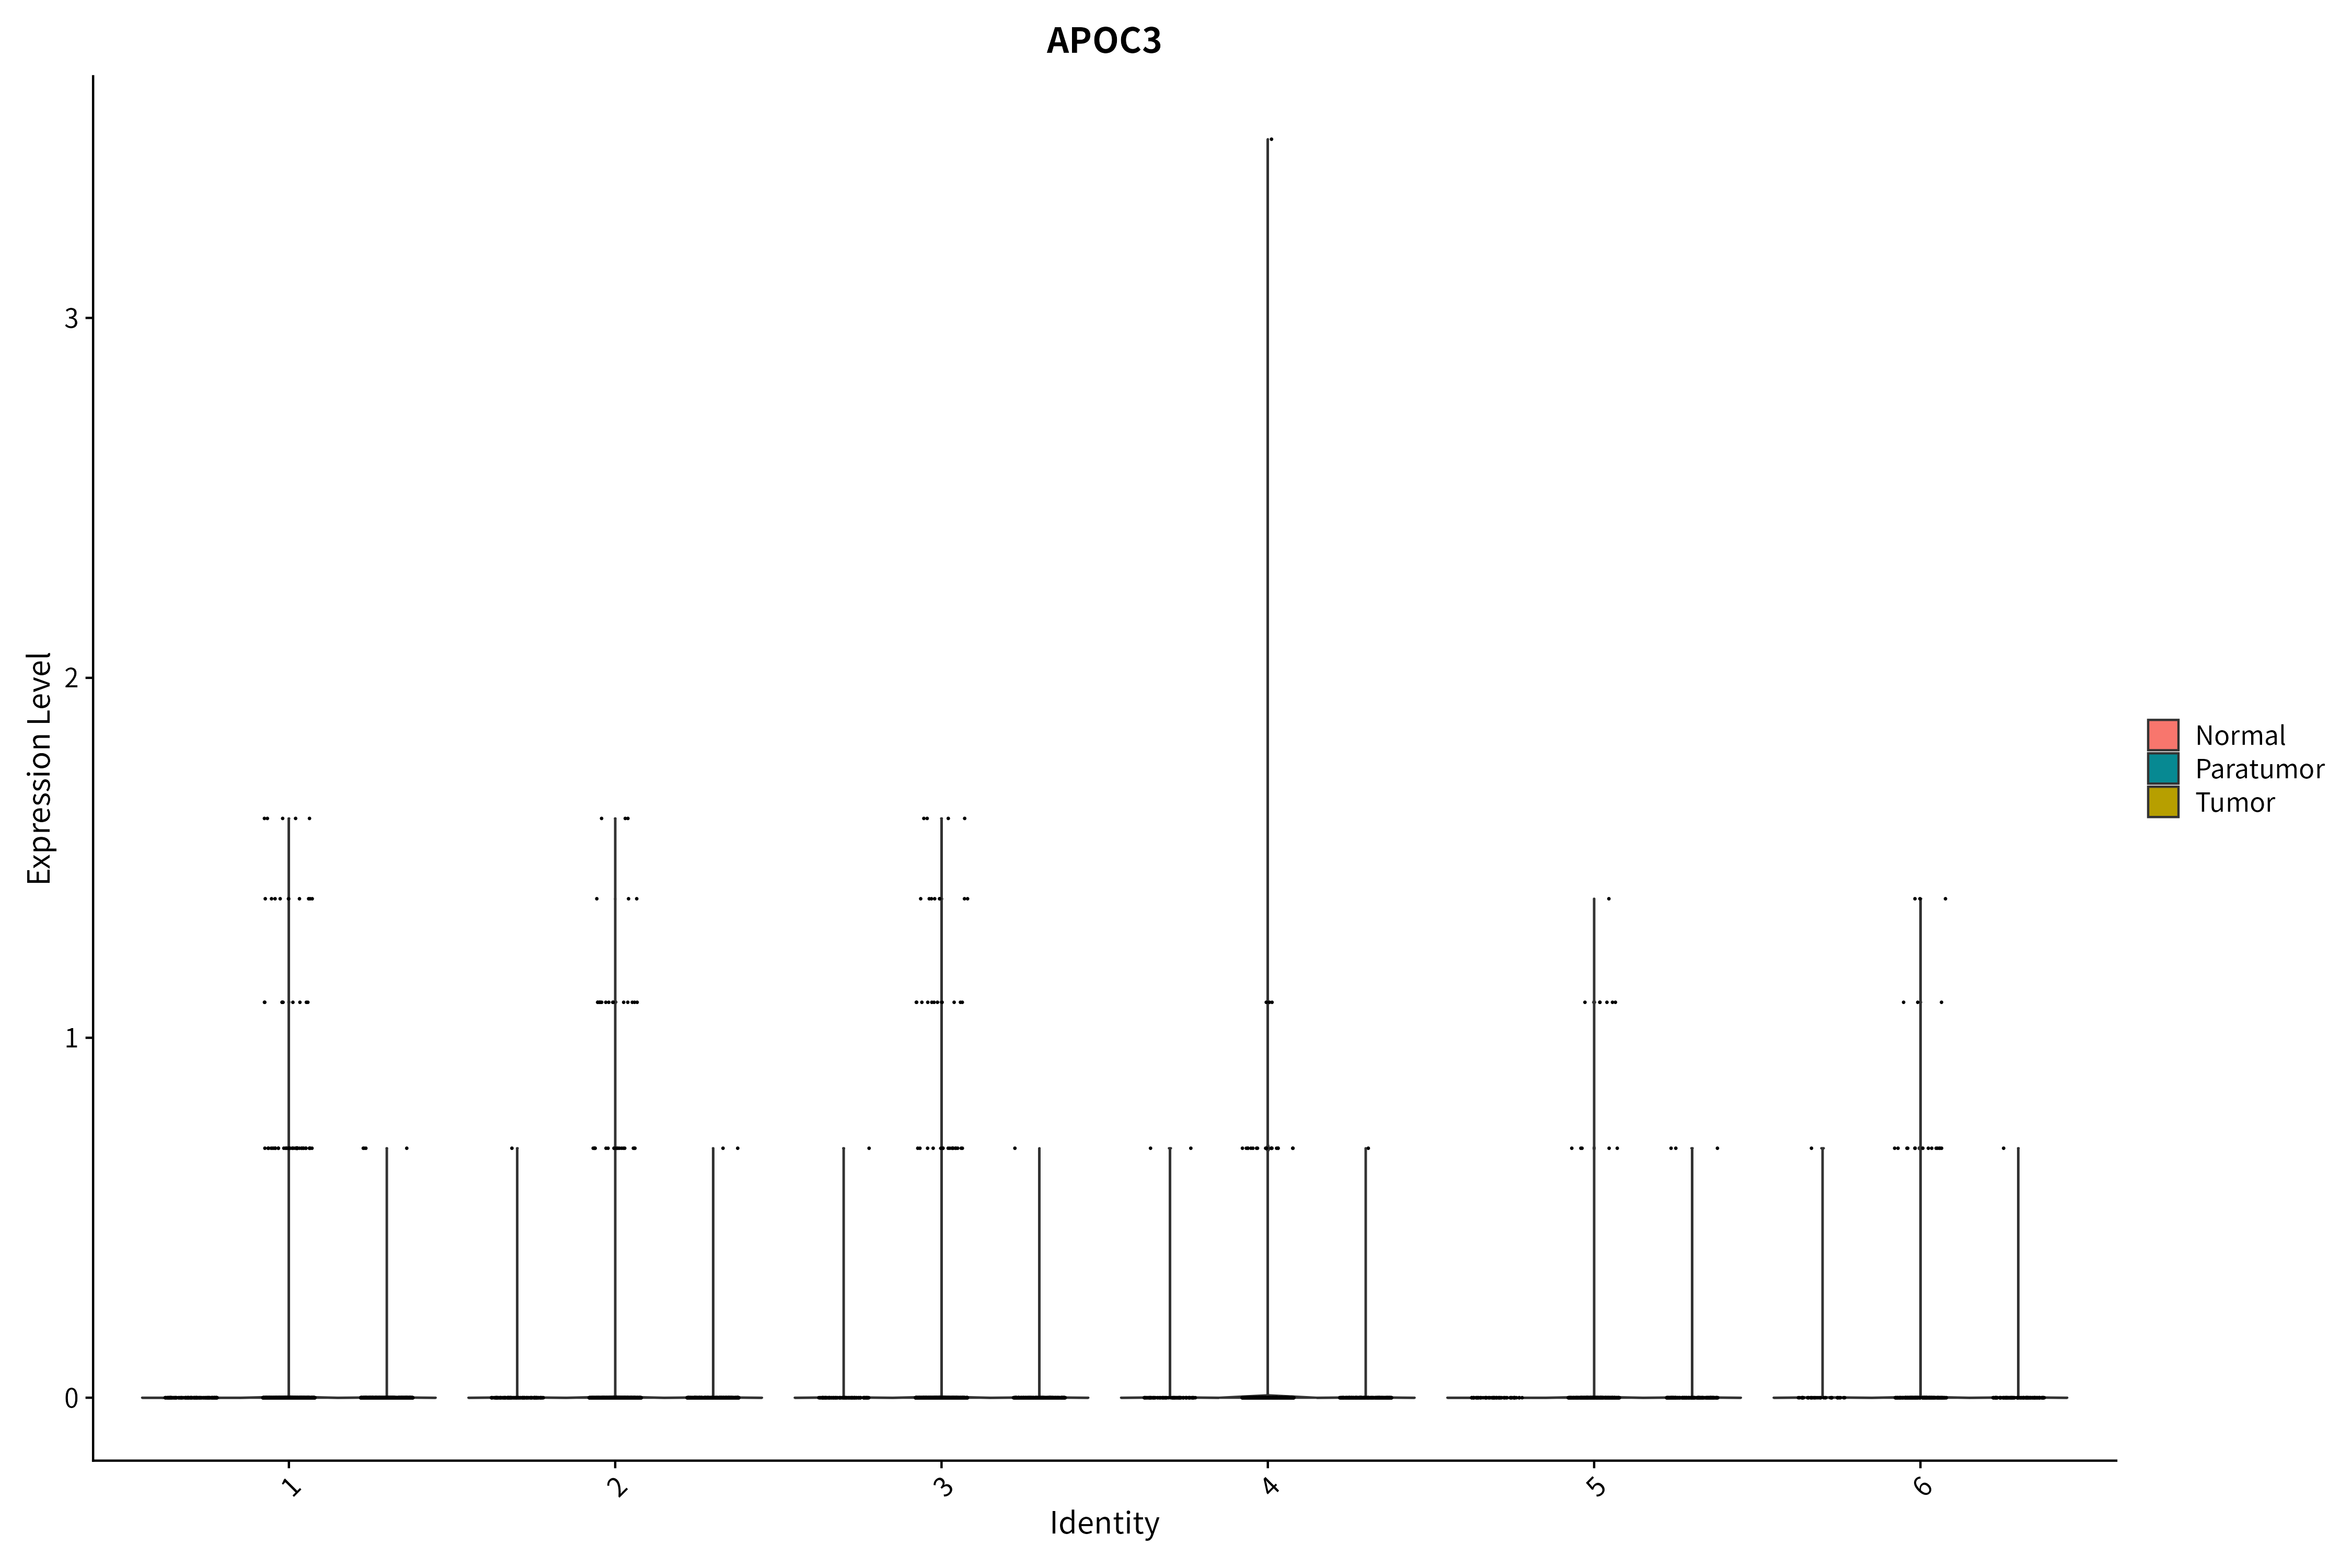 APOC3
Expression Level
3
2
1
0
1
2
3
4
5
6
Identity
Normal
Paratumor
Tumor